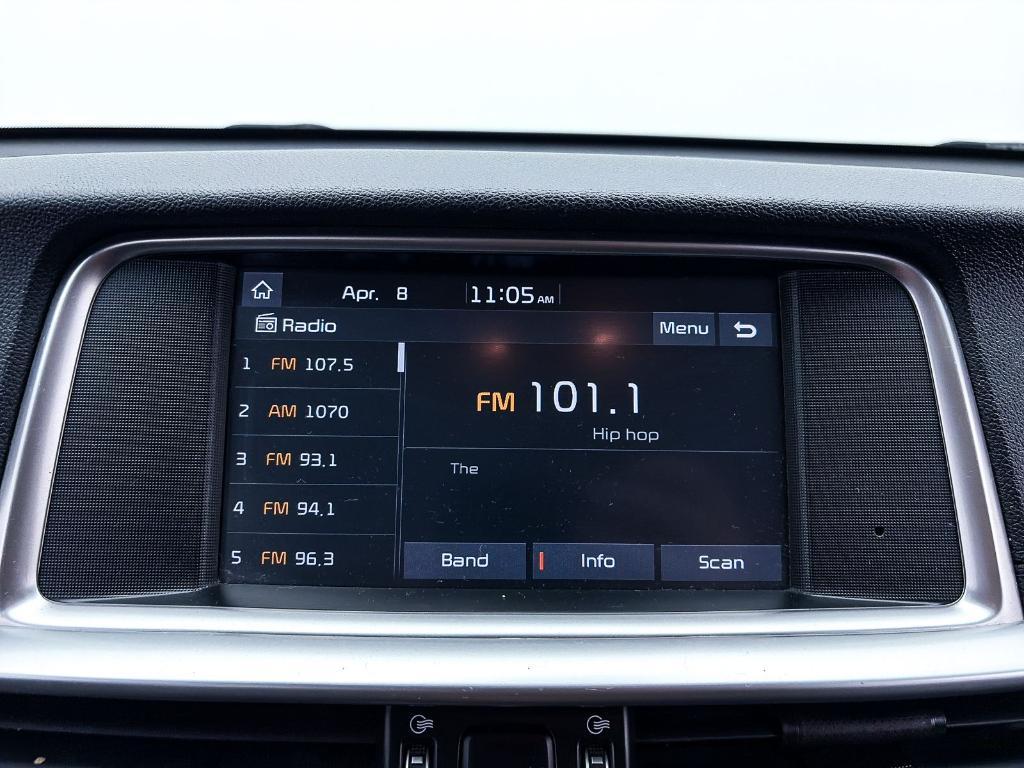 Apr. 8 11:05 AM
Radio Menu
1 FM 107.5
2 AM 1070
3 FM 93.1
4 FM 94.1
5 FM 96.3
FM 101.1
Hip hop
The
Band Info Scan